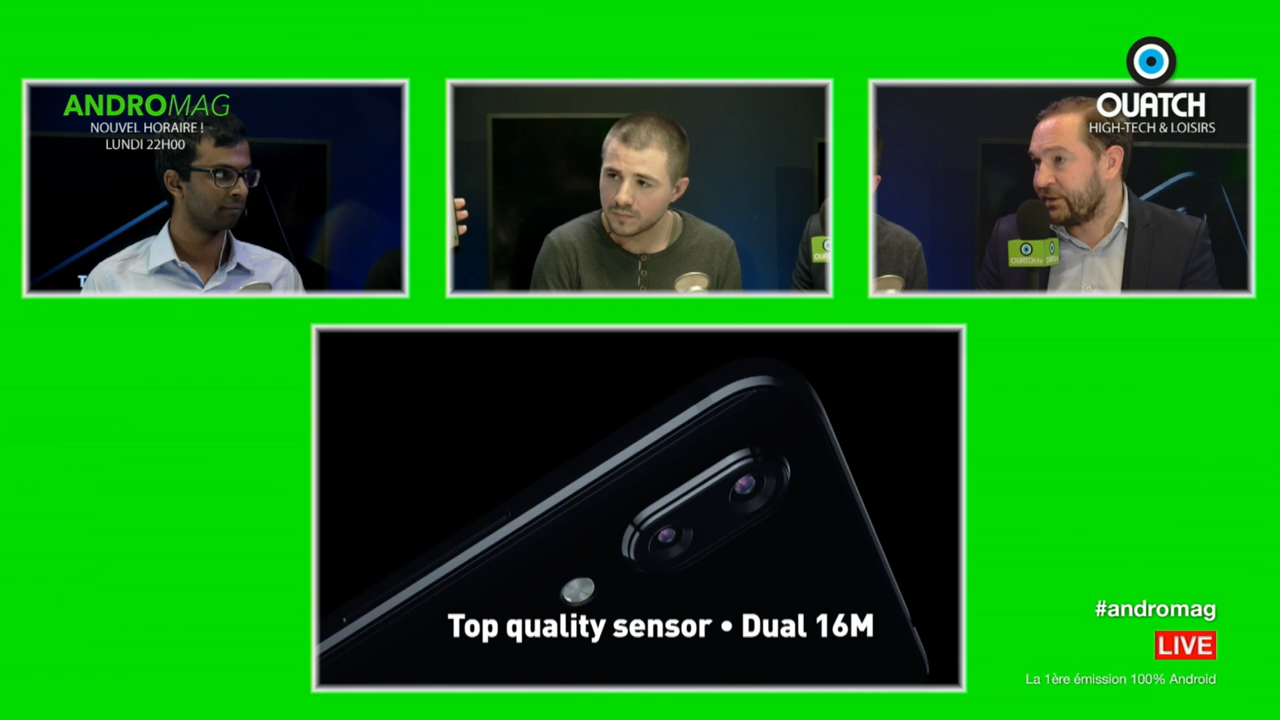 ANDROMAG
NOUVEL HORAIRE !
LUNDI 22H00
OUATCH
HIGH-TECH & LOISIRS
OUATCH
Top quality sensor • Dual 16M
#andromag
LIVE
La 1ère émission 100% Android